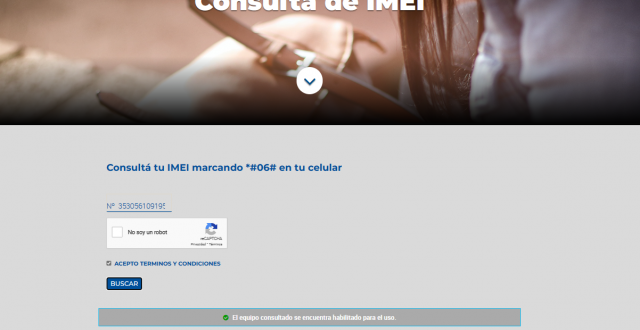 Consulta de IMEI
Consultá tu IMEI marcando *#06# en tu celular
Nº 353056109195
No soy un robot
reCAPTCHA
Privacidad - Términos
ACEPTO TERMINOS Y CONDICIONES
BUSCAR
El equipo consultado se encuentra habilitado para el uso.